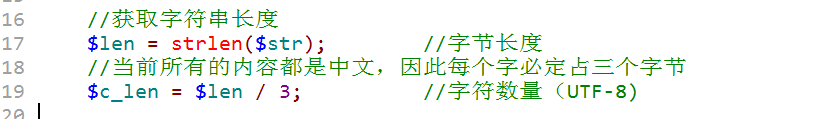 16 //获取字符串长度
17 $len = strlen($str); //字节长度
18 //当前所有的内容都是中文，因此每个字必定占三个字节
19 $c_len = $len / 3; //字符数量（UTF-8)
20